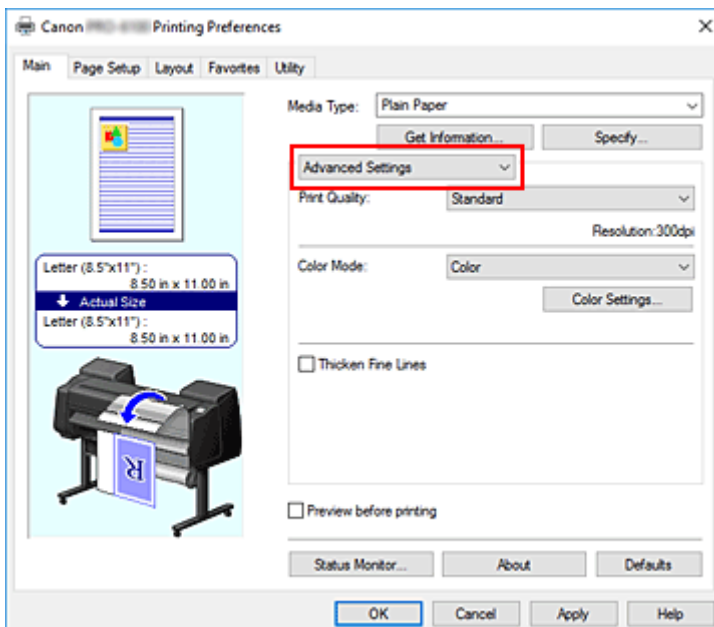 Canon Printing Preferences
Main Page Setup Layout Favorites Utility
Media Type: Plain Paper
Get Information... Specify...
Advanced Settings
Print Quality: Standard
Resolution:300dpi
Color Mode: Color
Color Settings...
Thicken Fine Lines
Letter (8.5"x11") :
8.50 in x 11.00 in
Actual Size
Letter (8.5"x11") :
8.50 in x 11.00 in
R
Preview before printing
Status Monitor... About Defaults
OK Cancel Apply Help